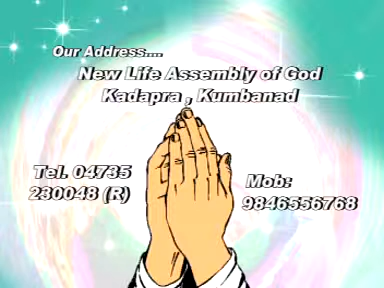 Our Address....
New Life Assembly of God
Kadapra , Kumbanad
Tel. 04735
230048 (R)
Mob:
9846556768